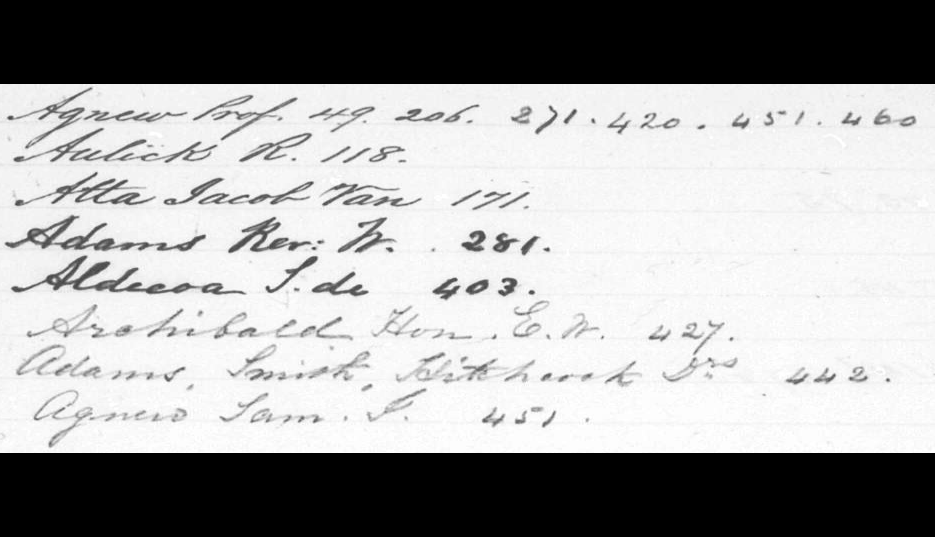 Agnew Prof. 49. 206. 271. 420. 451. 460
Aulick R. 118.
Atta Jacob Van 171.
Adams Rev: W. 281.
Aldecoa S. de 403.
Archibald Hon. E. W. 427.
Adams, Smith, Hitchcock Drs 442.
Agnew Sam. J. 451.